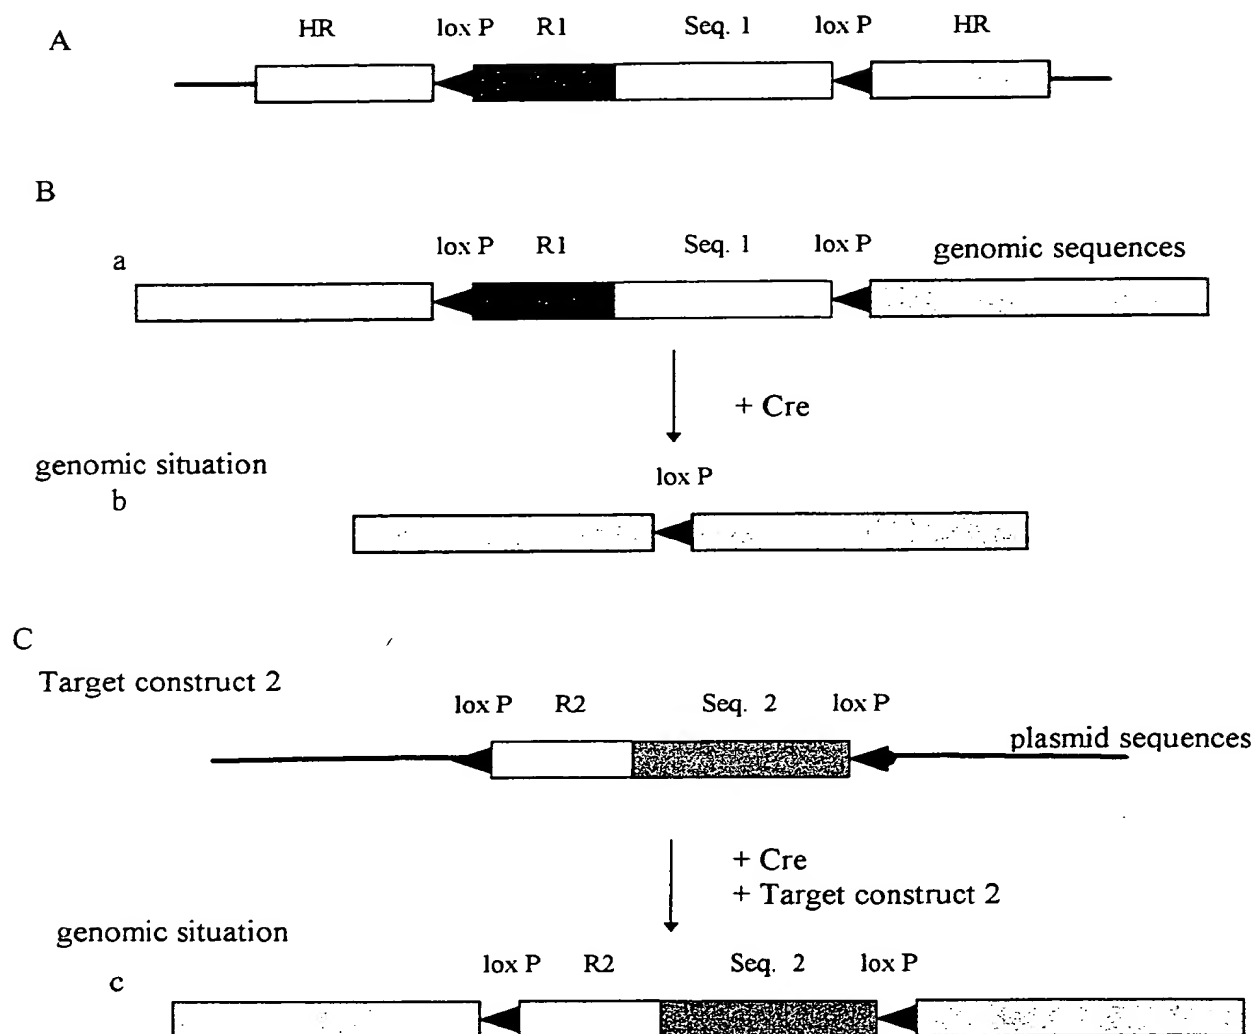 A
HR lox P R1 Seq. 1 lox P HR
B
a
lox P R1 Seq. 1 lox P genomic sequences
+ Cre
genomic situation
b
lox P
C
Target construct 2
lox P R2 Seq. 2 lox P
plasmid sequences
+ Cre
+ Target construct 2
genomic situation
c
lox P R2 Seq. 2 lox P